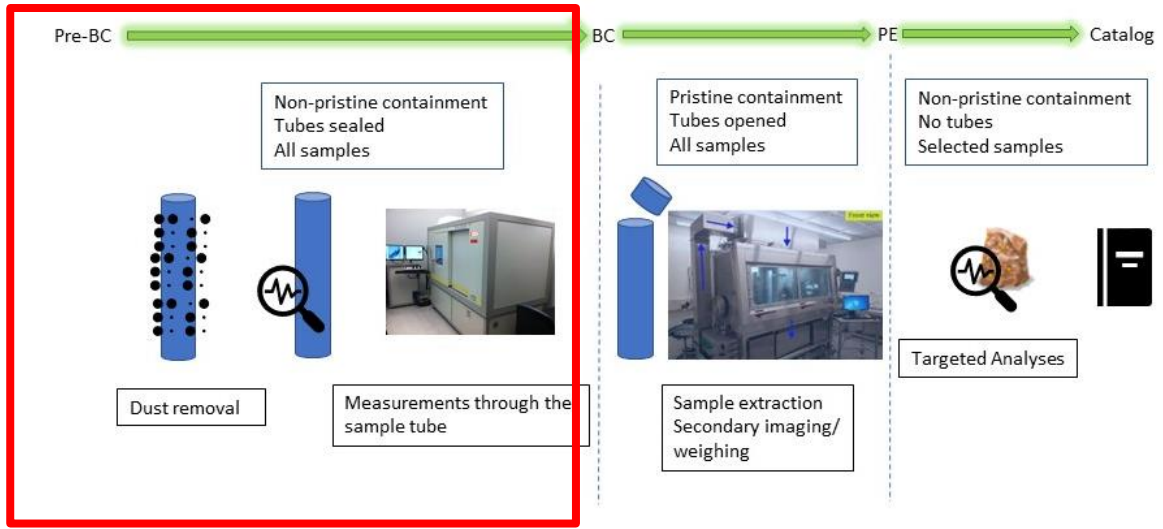 Pre-BC
BC
PE
Catalog
Non-pristine containment
Tubes sealed
All samples
Pristine containment
Tubes opened
All samples
Non-pristine containment
No tubes
Selected samples
Dust removal
Measurements through the
sample tube
Sample extraction
Secondary imaging/
weighing
Targeted Analyses